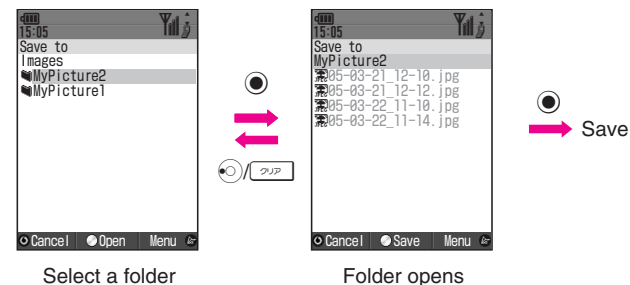 15:05
Save to
Images
MyPicture2
MyPicture1
Cancel Open Menu
Select a folder
クリア
15:05
Save to
MyPicture2
05-03-21_12-10.jpg
05-03-21_12-12.jpg
05-03-22_11-10.jpg
05-03-22_11-14.jpg
Cancel Save Menu
Folder opens
Save